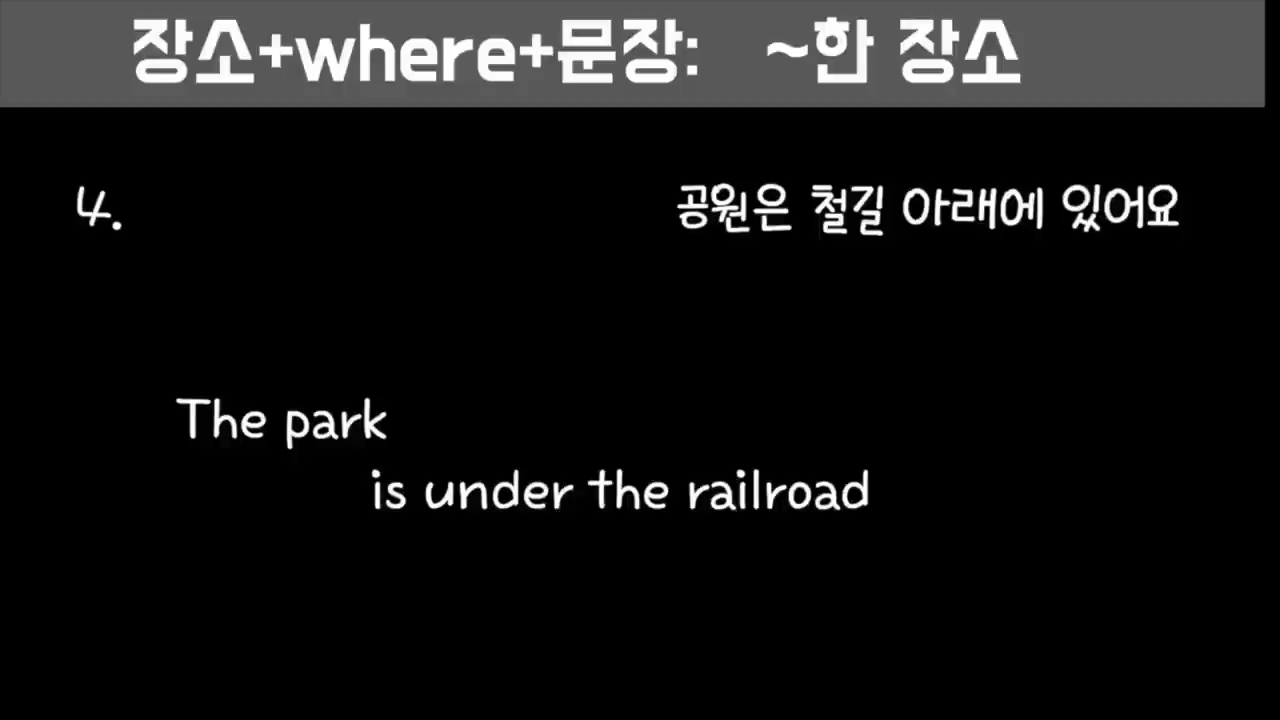 장소+where+문장: ~한 장소
4. 공원은 철길 아래에 있어요
The park
is under the railroad